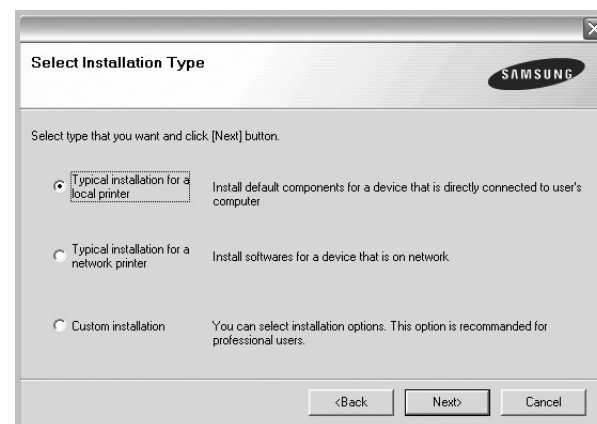 Select Installation Type
SAMSUNG
Select type that you want and click [Next] button.
Typical installation for a
local printer
Install default components for a device that is directly connected to user's
computer
Typical installation for a
network printer
Install softwares for a device that is on network
Custom installation
You can select installation options. This option is recommanded for
professional users.
<Back
Next>
Cancel